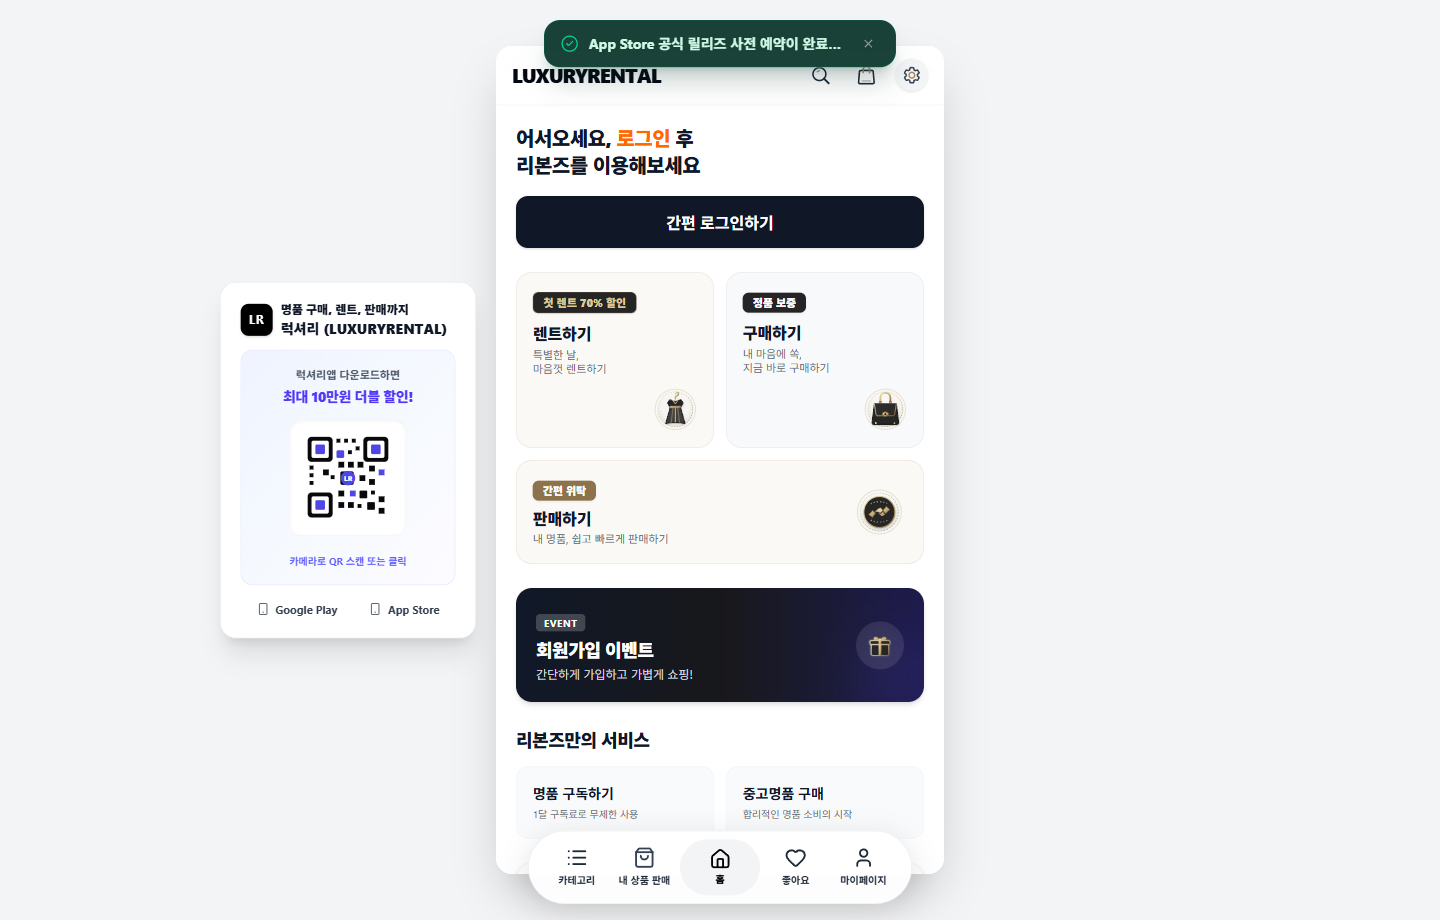 App Store 공식 릴리즈 사전 예약이 완료...
LUXURYRENTAL
어서오세요, 로그인 후
리본즈를 이용해보세요
간편 로그인하기
첫 렌트 70% 할인
렌트하기
특별한 날,
마음껏 렌트하기
정품 보증
구매하기
내 마음에 쏙,
지금 바로 구매하기
간편 위탁
판매하기
내 명품, 쉽고 빠르게 판매하기
EVENT
회원가입 이벤트
간단하게 가입하고 가볍게 쇼핑!
리본즈만의 서비스
명품 구독하기
1달 구독료로 무제한 사용
중고명품 구매
합리적인 명품 소비의 시작
카테고리
내 상품 판매
홈
좋아요
마이페이지
LR
명품 구매, 렌트, 판매까지
럭셔리 (LUXURYRENTAL)
럭셔리앱 다운로드하면
최대 10만원 더블 할인!
LR
카메라로 QR 스캔 또는 클릭
Google Play
App Store